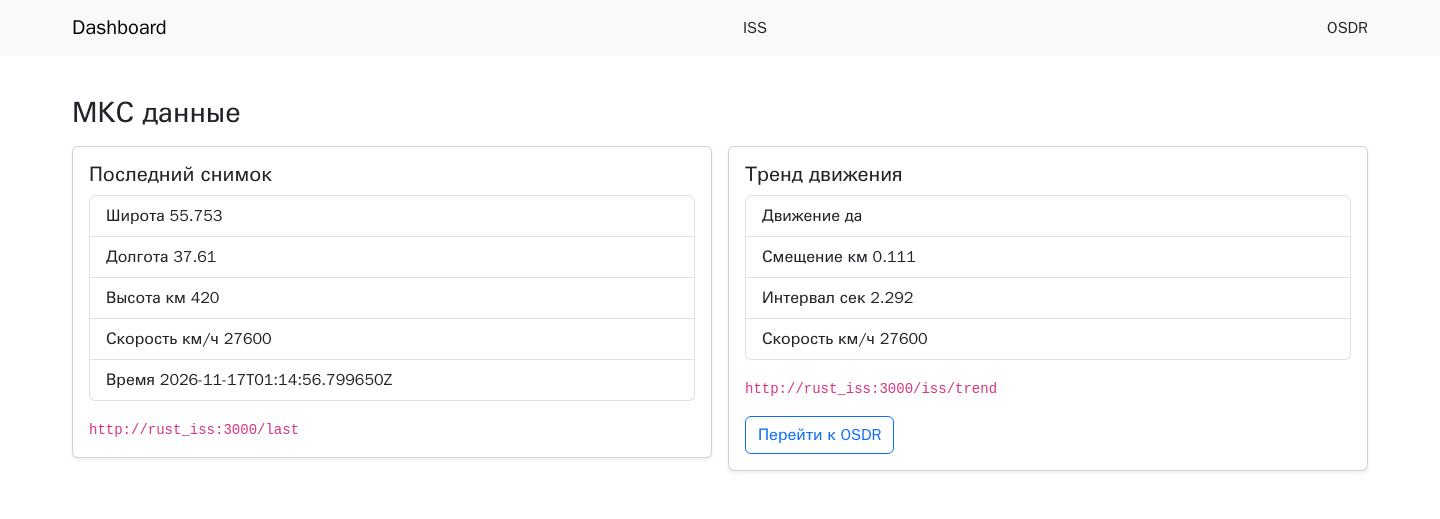 Dashboard
ISS
OSDR
МКС данные
Последний снимок
Широта 55.753
Долгота 37.61
Высота км 420
Скорость км/ч 27600
Время 2026-11-17T01:14:56.799650Z
http://rust_iss:3000/last
Тренд движения
Движение да
Смещение км 0.111
Интервал сек 2.292
Скорость км/ч 27600
http://rust_iss:3000/iss/trend
Перейти к OSDR